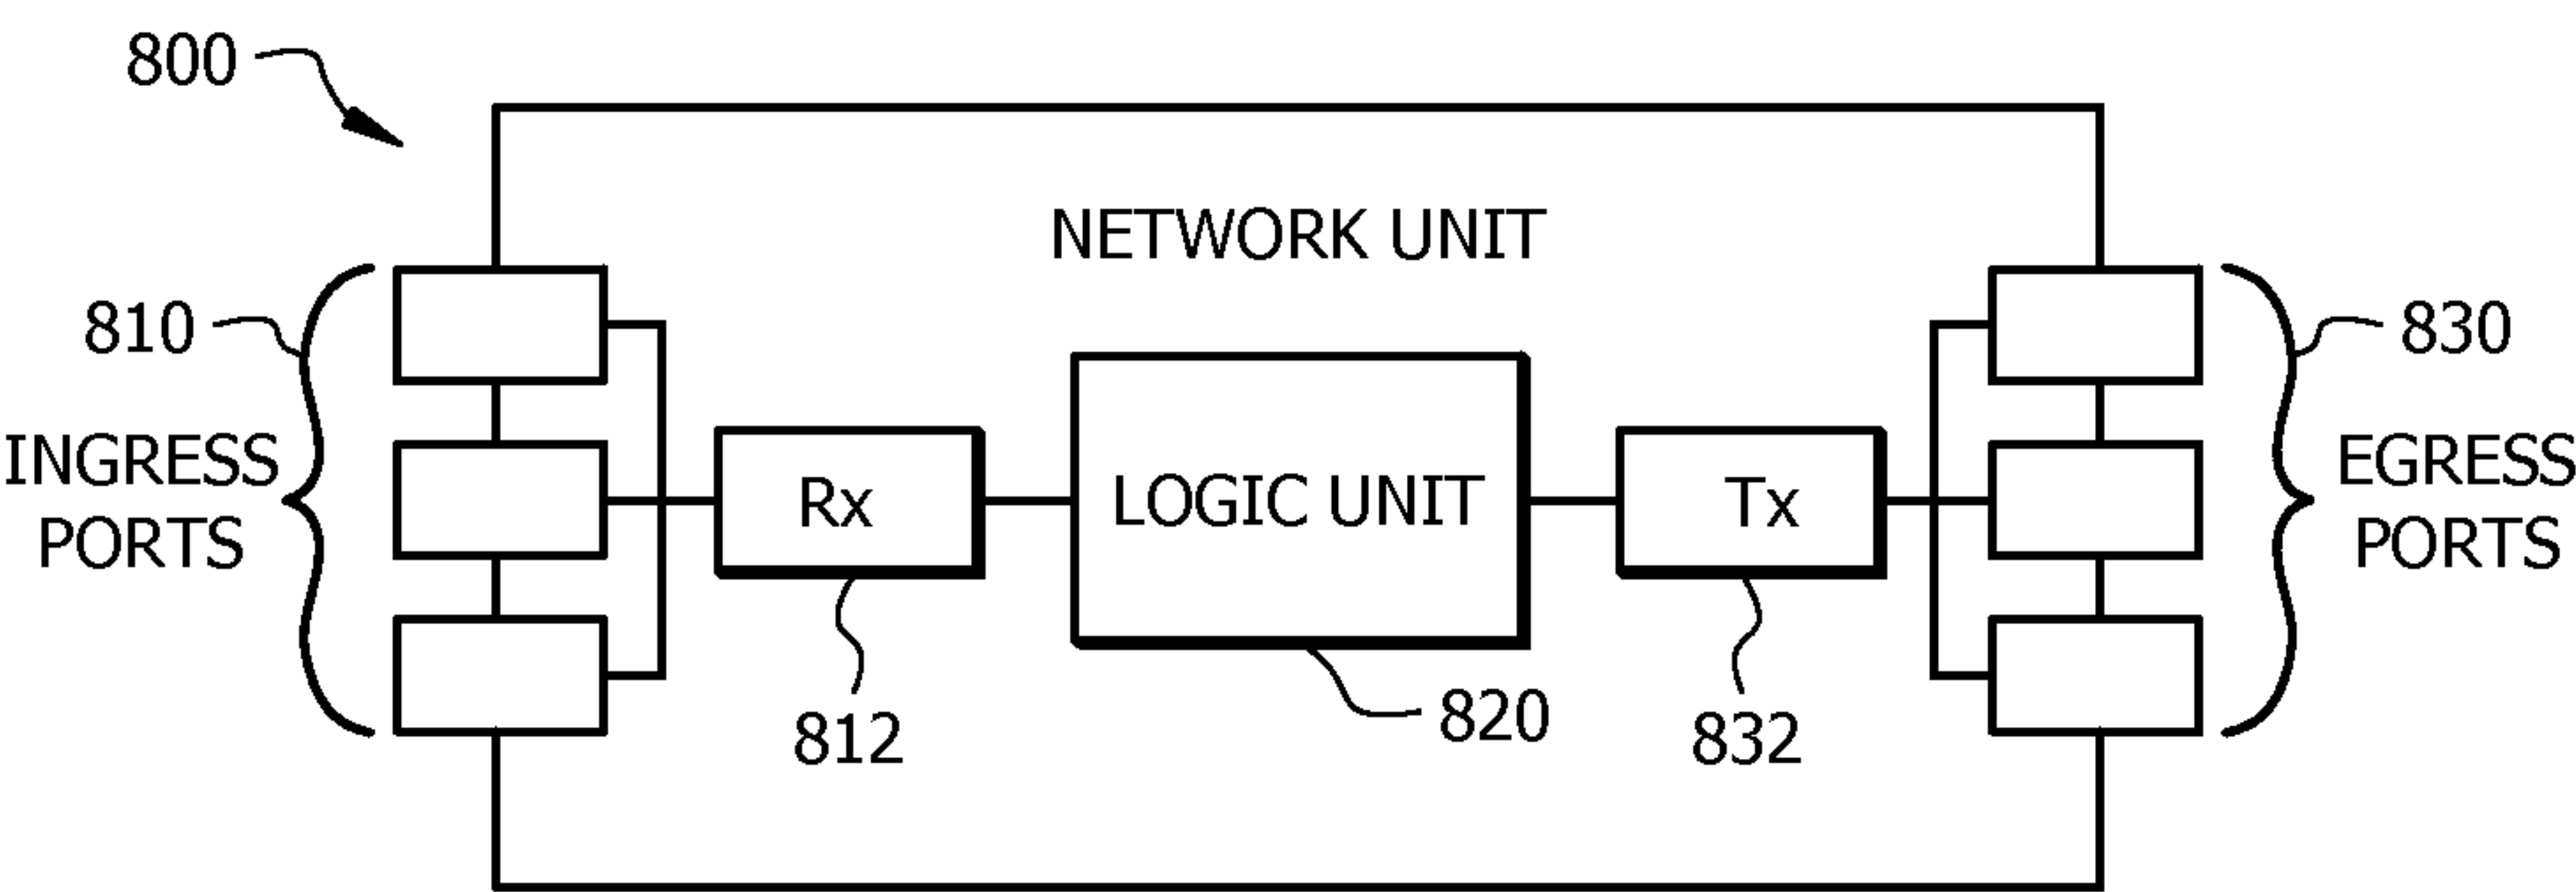 800
NETWORK UNIT
810
830
INGRESS
PORTS
Rx
LOGIC UNIT
Tx
EGRESS
PORTS
812
820
832